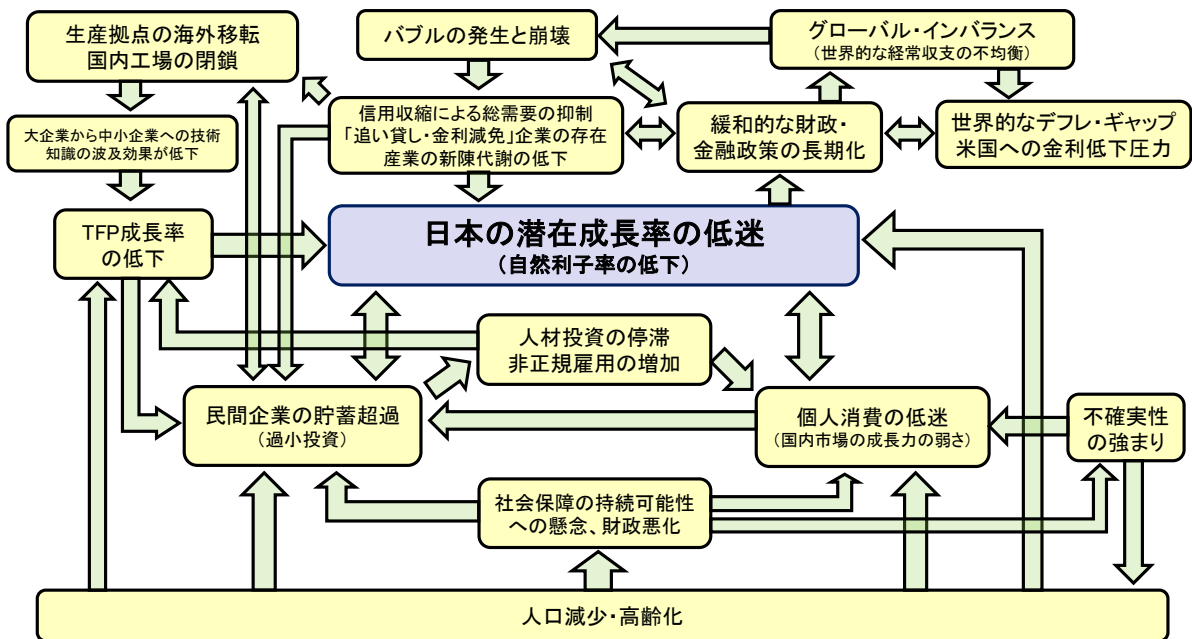 生産拠点の海外移転
国内工場の閉鎖
バブルの発生と崩壊
グローバル・インバランス
(世界的な経常収支の不均衡)
大企業から中小企業への技術
知識の波及効果が低下
信用収縮による総需要の抑制
「追い貸し・金利減免」企業の存在
産業の新陳代謝の低下
緩和的な財政・
金融政策の長期化
世界的なデフレ・ギャップ
米国への金利低下圧力
TFP成長率
の低下
日本の潜在成長率の低迷
(自然利子率の低下)
人材投資の停滞
非正規雇用の増加
民間企業の貯蓄超過
(過小投資)
個人消費の低迷
(国内市場の成長力の弱さ)
不確実性
の強まり
社会保障の持続可能性
への懸念、財政悪化
人口減少・高齢化